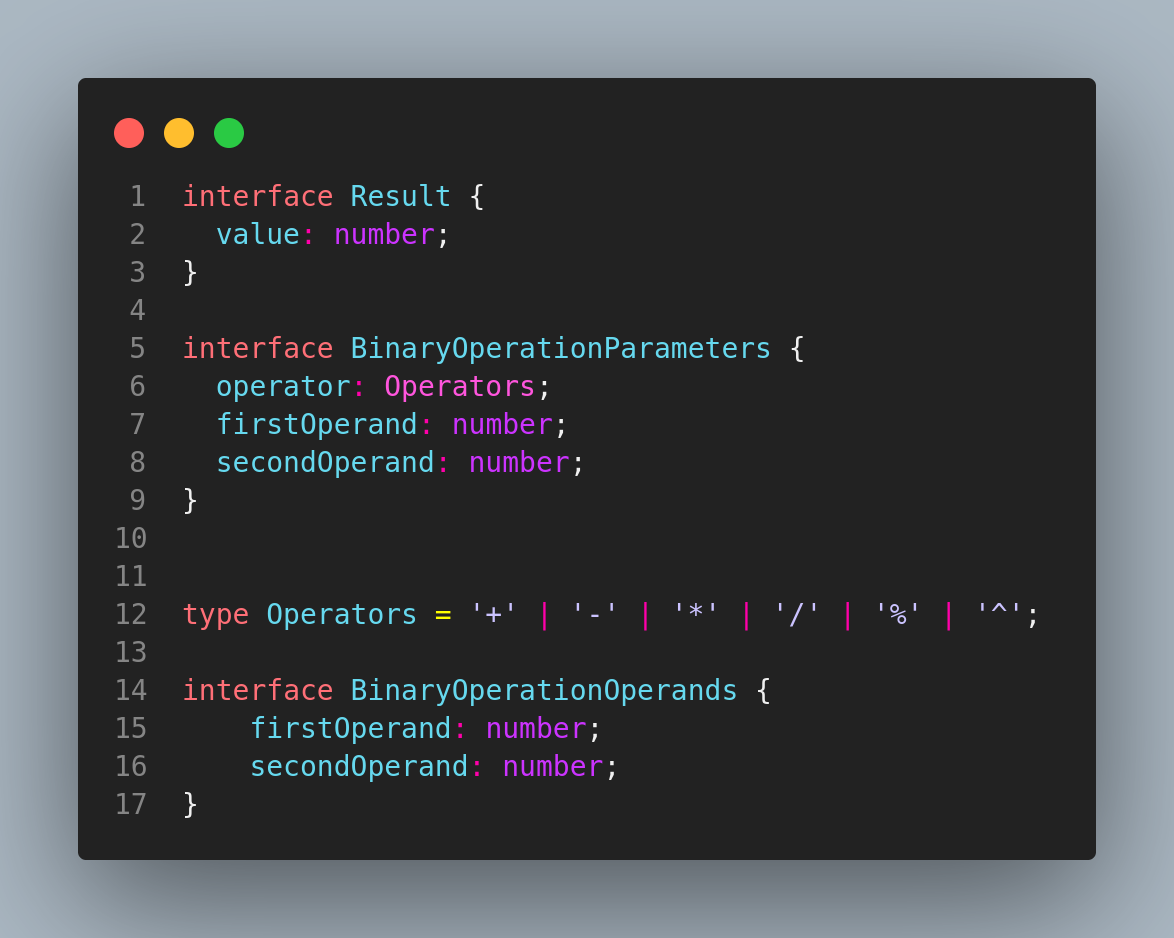 1 interface Result {
2   value: number;
3 }
4
5 interface BinaryOperationParameters {
6   operator: Operators;
7   firstOperand: number;
8   secondOperand: number;
9 }
10
11
12 type Operators = '+' | '-' | '*' | '/' | '%' | '^';
13
14 interface BinaryOperationOperands {
15     firstOperand: number;
16     secondOperand: number;
17 }